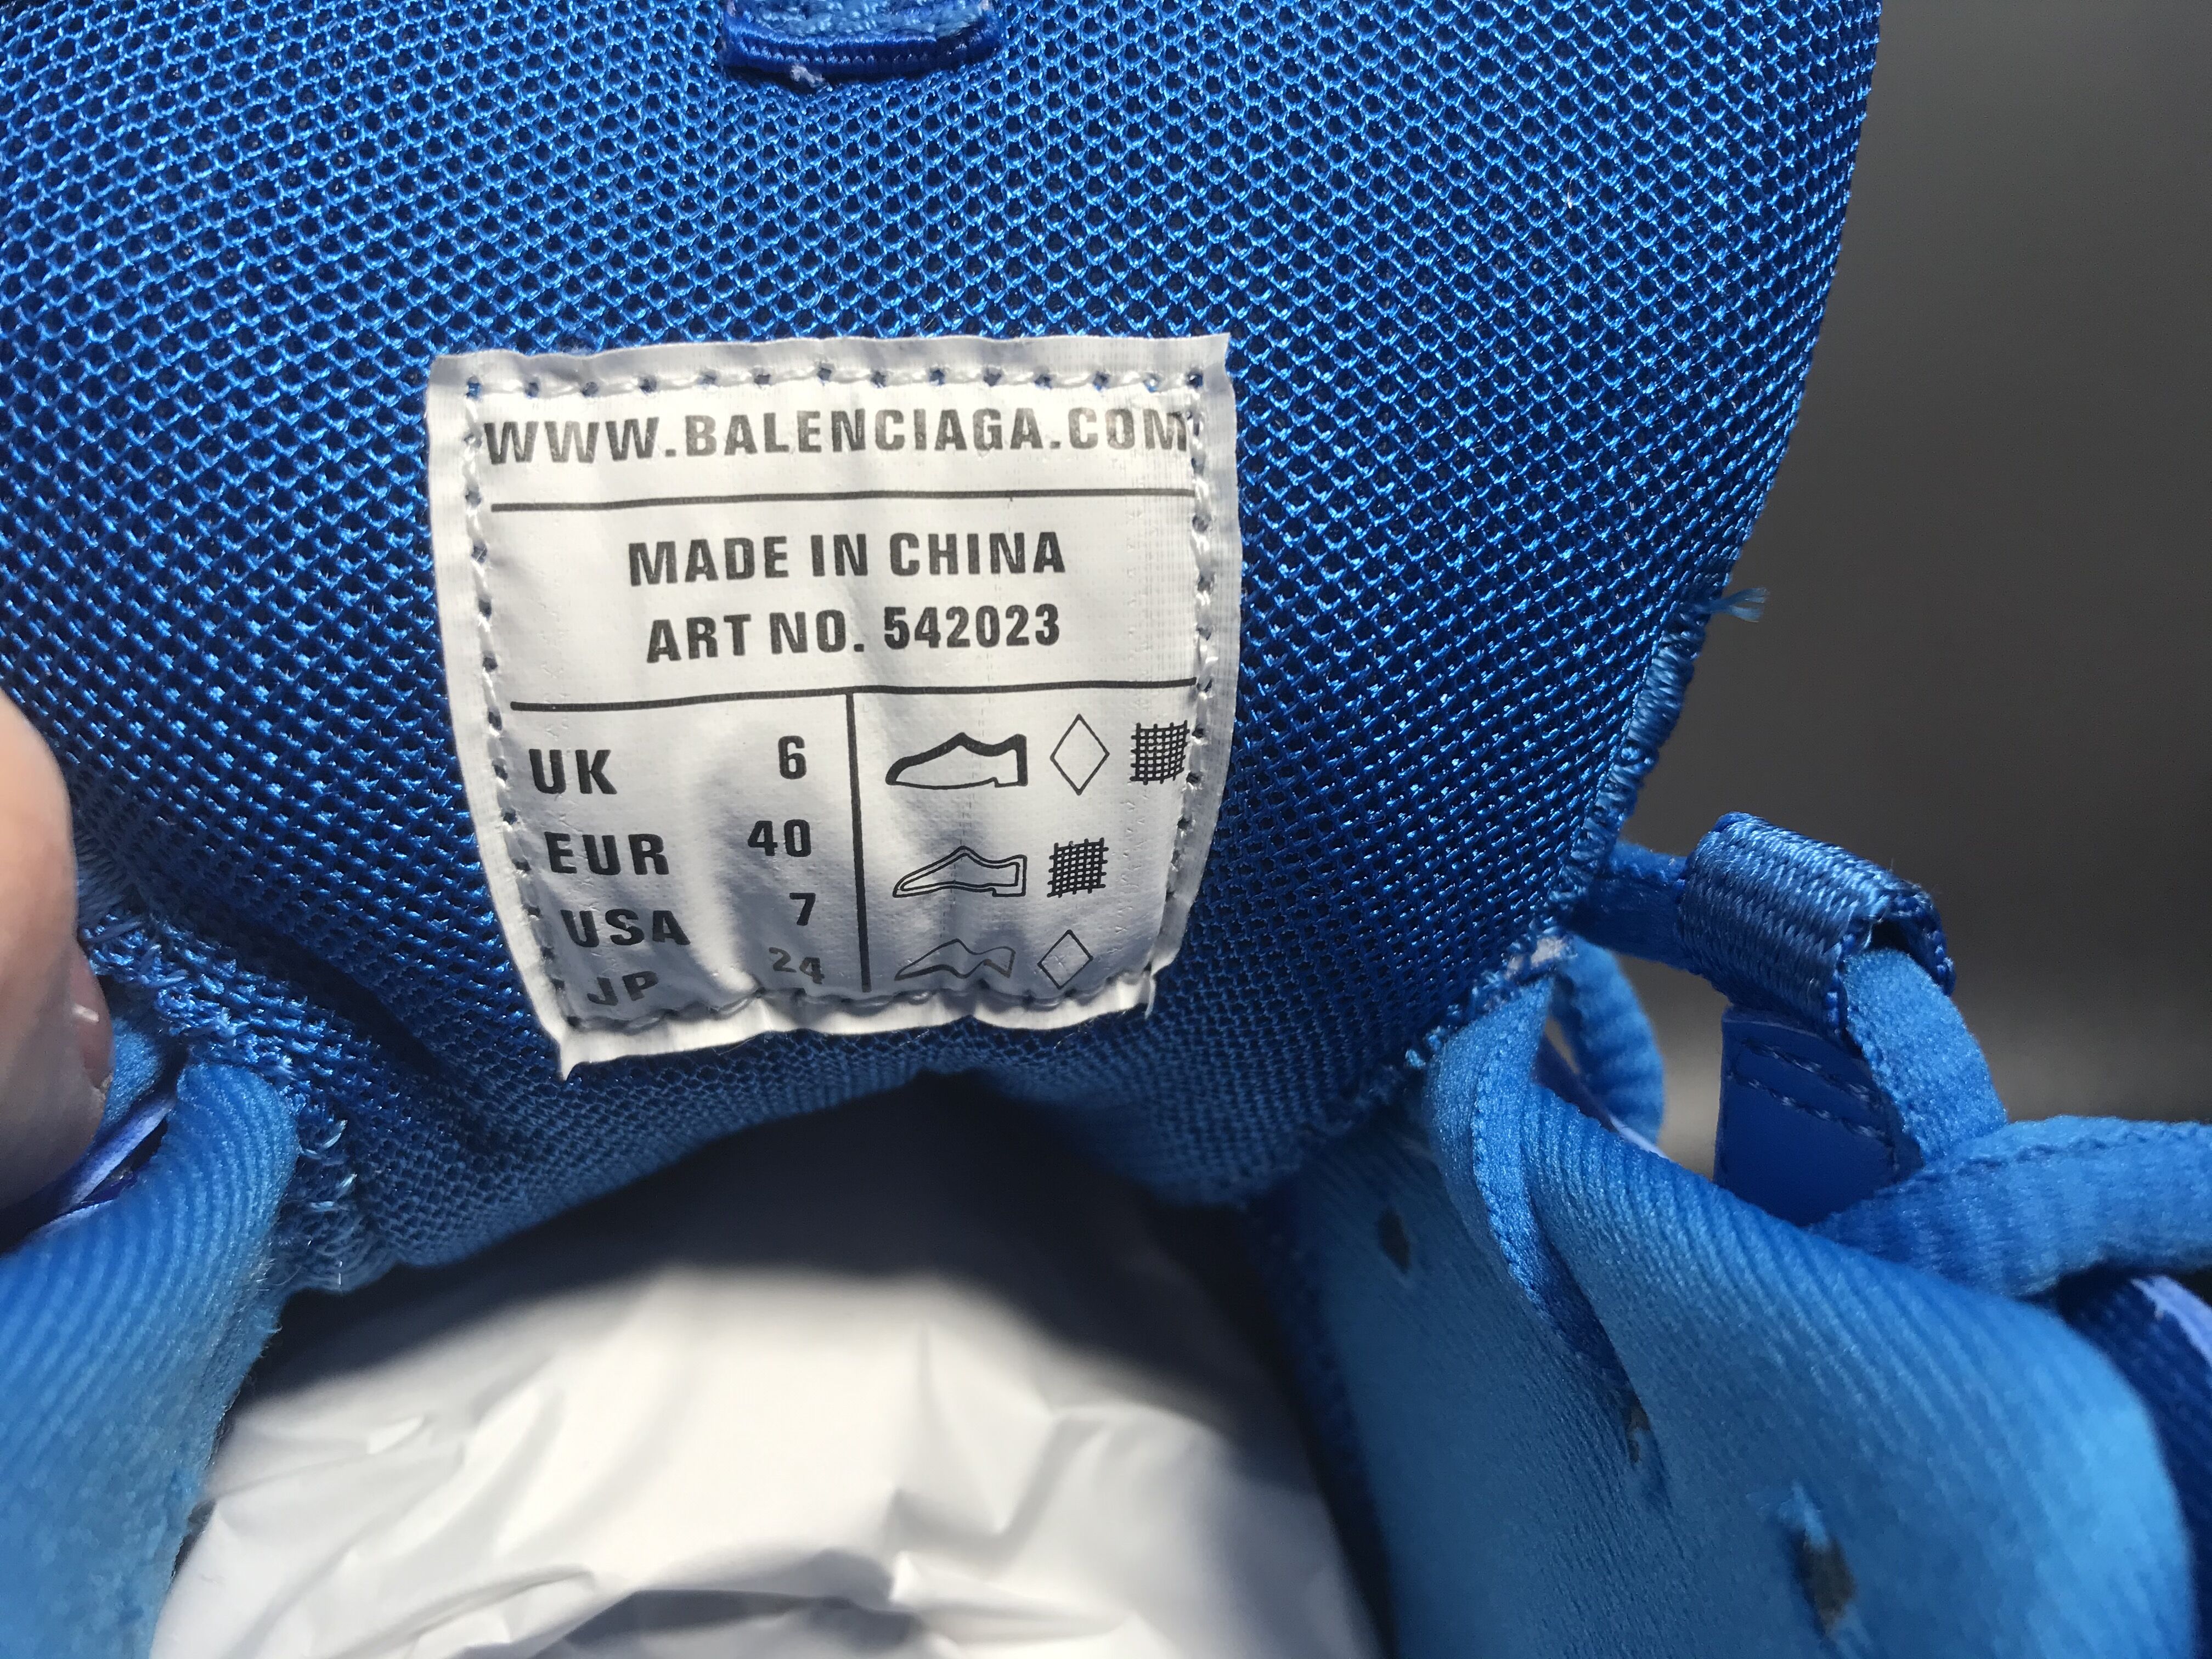 WWW.BALENCIAGA.COM
MADE IN CHINA
ART NO. 542023
UK 6
EUR 40
USA 7
JP 24